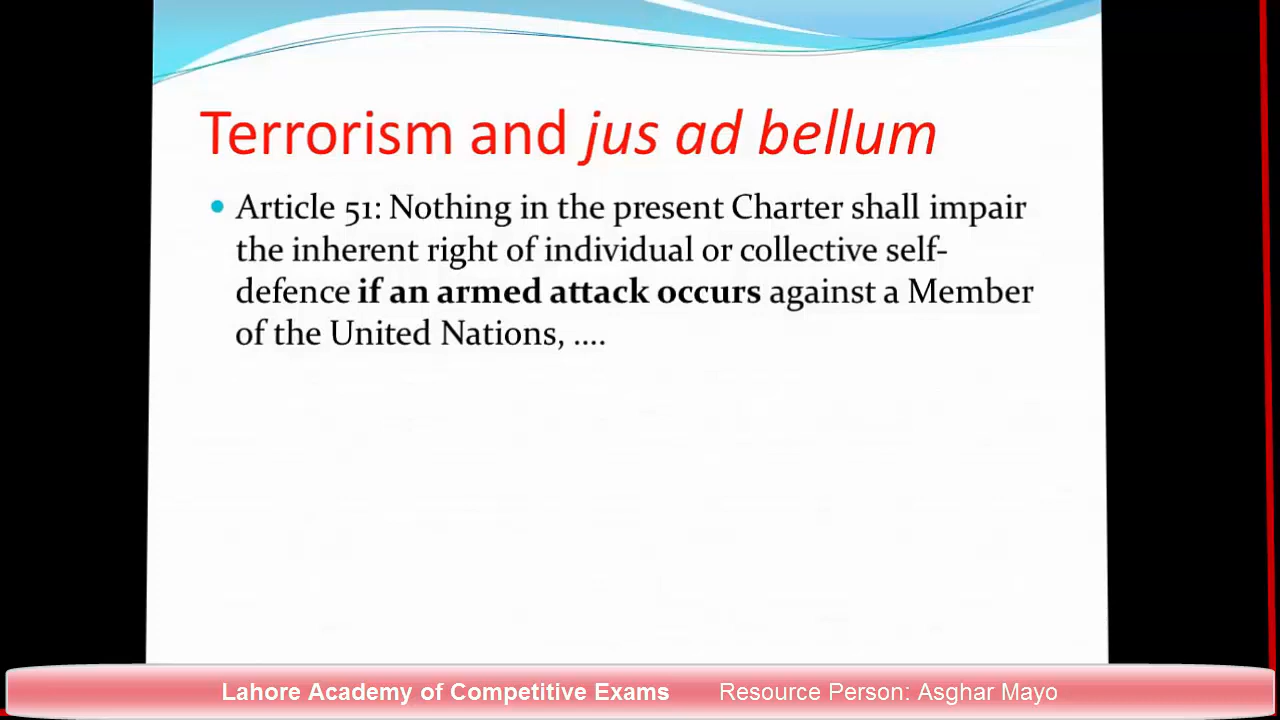 Terrorism and jus ad bellum
• Article 51: Nothing in the present Charter shall impair
the inherent right of individual or collective self-
defence if an armed attack occurs against a Member
of the United Nations, ....
Lahore Academy of Competitive Exams Resource Person: Asghar Mayo